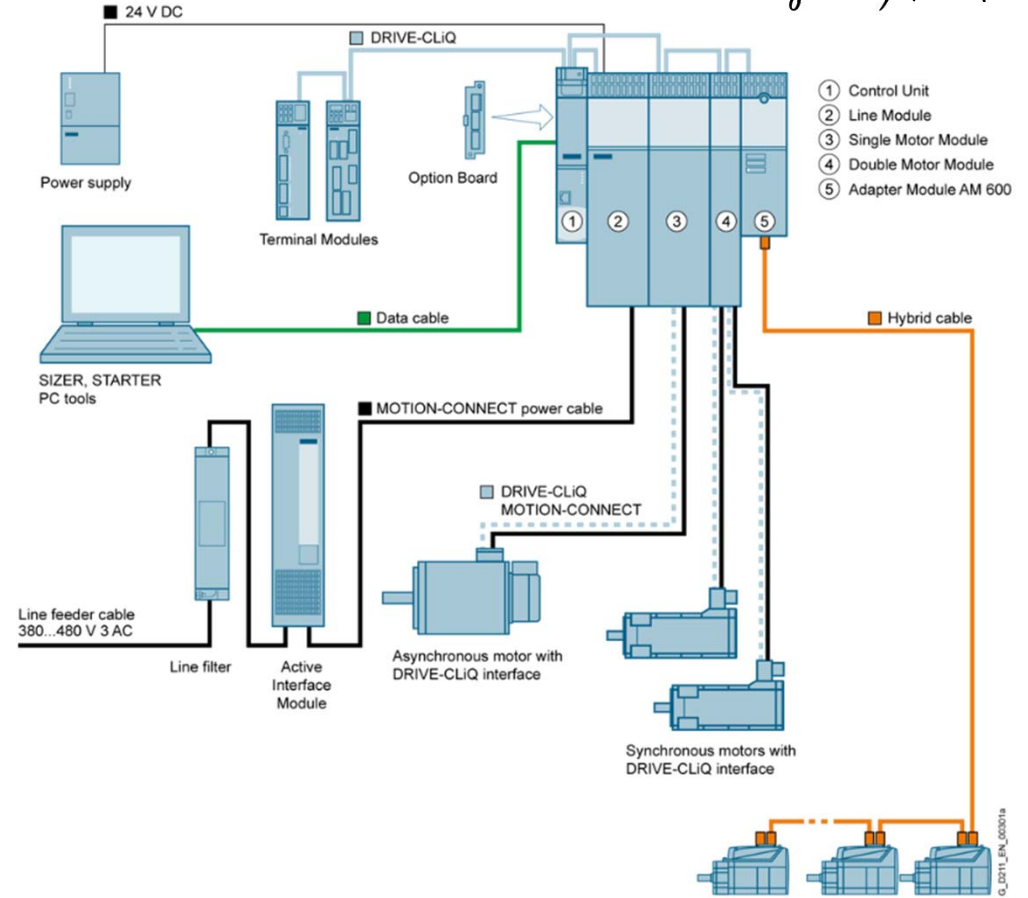 24 V DC
DRIVE-CLiQ
Power supply
Terminal Modules
Option Board
1 Control Unit
2 Line Module
3 Single Motor Module
4 Double Motor Module
5 Adapter Module AM 600
1 2 3 4 5
Data cable
Hybrid cable
SIZER, STARTER
PC tools
MOTION-CONNECT power cable
DRIVE-CLiQ
MOTION-CONNECT
Line feeder cable
380...480 V 3 AC
Line filter
Active
Interface
Module
Asynchronous motor with
DRIVE-CLiQ interface
Synchronous motors with
DRIVE-CLiQ interface
G_D211_EN_00301a